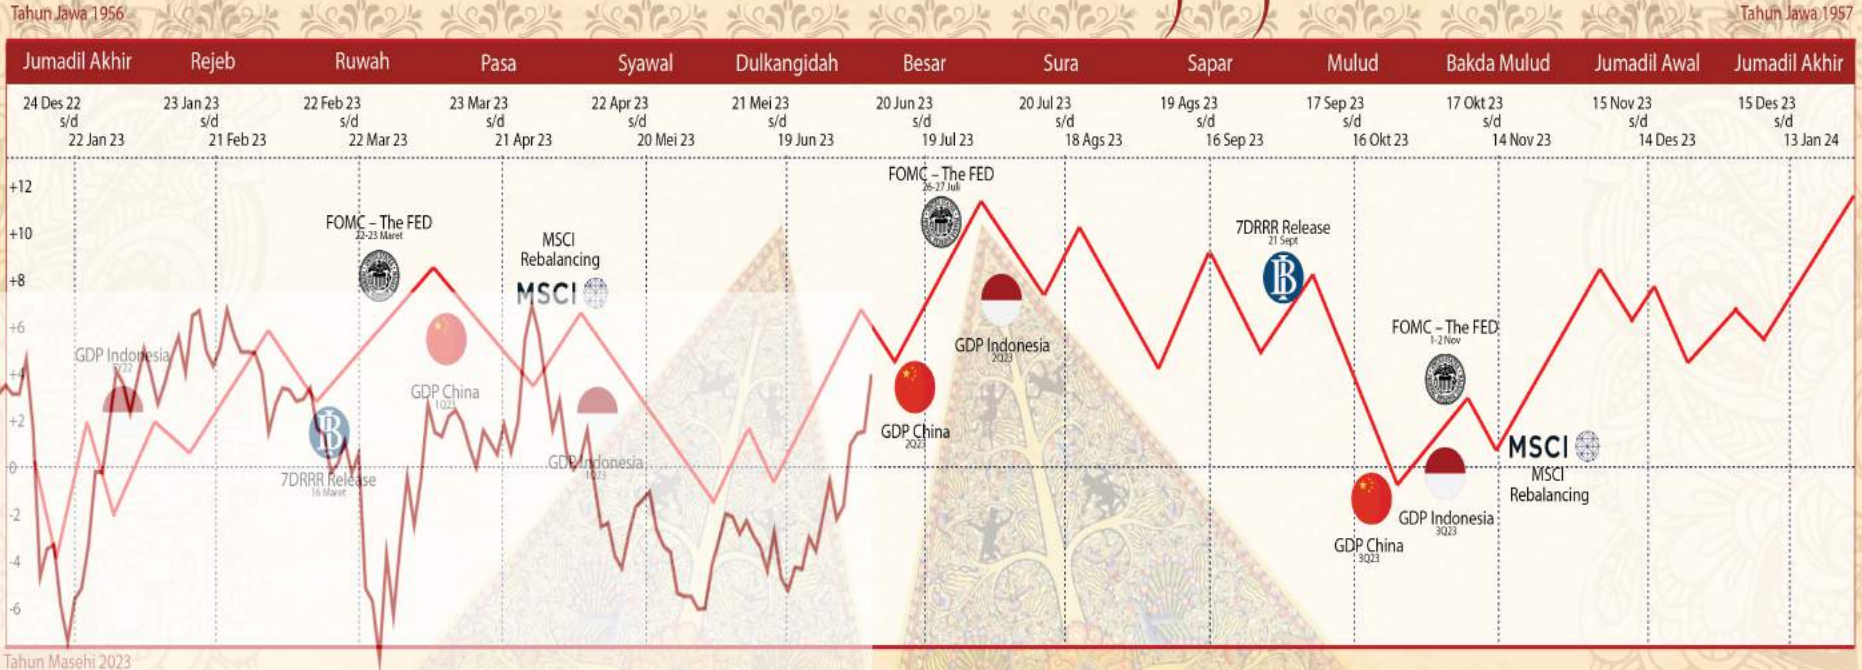 Tahun Jawa 1956
Tahun Jawa 1957
Jumadil Akhir
Rejeb
Ruwah
Pasa
Syawal
Dulkangidah
Besar
Sura
Sapar
Mulud
Bakda Mulud
Jumadil Awal
Jumadil Akhir
24 Des 22
s/d
22 Jan 23
23 Jan 23
s/d
21 Feb 23
22 Feb 23
s/d
22 Mar 23
23 Mar 23
s/d
21 Apr 23
22 Apr 23
s/d
20 Mei 23
21 Mei 23
s/d
19 Jun 23
20 Jun 23
s/d
19 Jul 23
20 Jul 23
s/d
18 Ags 23
19 Ags 23
s/d
16 Sep 23
17 Sep 23
s/d
16 Okt 23
17 Okt 23
s/d
14 Nov 23
15 Nov 23
s/d
14 Des 23
15 Des 23
s/d
13 Jan 24
+12
+10
+8
+6
+4
+2
0
-2
-4
-6
GDP Indonesia
7DRRR Release
16 Maret
FOMC – The FED
22-23 Maret
GDP China
1Q23
MSCI
Rebalancing
MSCI
GDP Indonesia
1Q23
FOMC – The FED
26-27 Juli
GDP China
2Q23
GDP Indonesia
2Q23
7DRRR Release
21 Sept
GDP China
3Q23
FOMC – The FED
1-2 Nov
GDP Indonesia
3Q23
MSCI
MSCI
Rebalancing
Tahun Masehi 2023